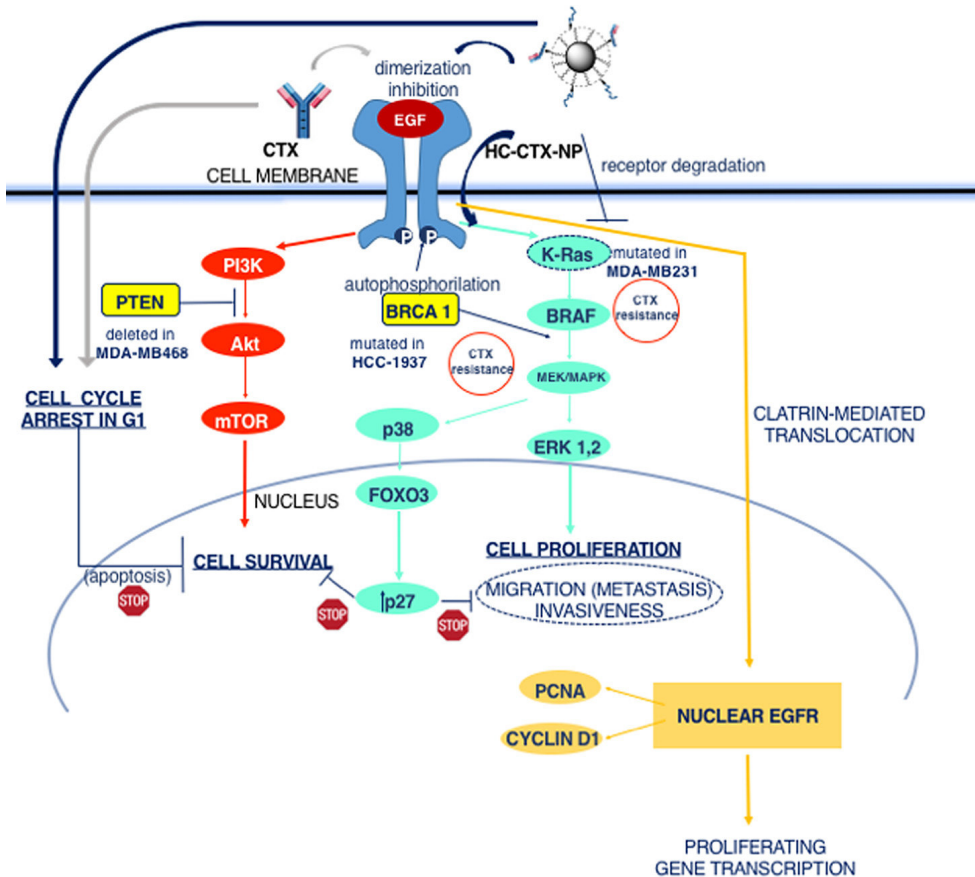 dimerization
inhibition
EGF
CTX
HC-CTX-NP
CELL MEMBRANE
receptor degradation
P
P
PI3K
K-Ras
mutated in
MDA-MB231
autophosphorilation
PTEN
BRCA 1
BRAF
CTX
resistance
deleted in
MDA-MB468
Akt
mutated in
HCC-1937
CTX
resistance
MEK/MAPK
CELL CYCLE
ARREST IN G1
mTOR
p38
ERK 1,2
CLATRIN-MEDIATED
TRANSLOCATION
NUCLEUS
FOXO3
CELL SURVIVAL
CELL PROLIFERATION
(apoptosis)
STOP
STOP
↑p27
STOP
MIGRATION (METASTASIS)
INVASIVENESS
PCNA
NUCLEAR EGFR
CYCLIN D1
PROLIFERATING
GENE TRANSCRIPTION